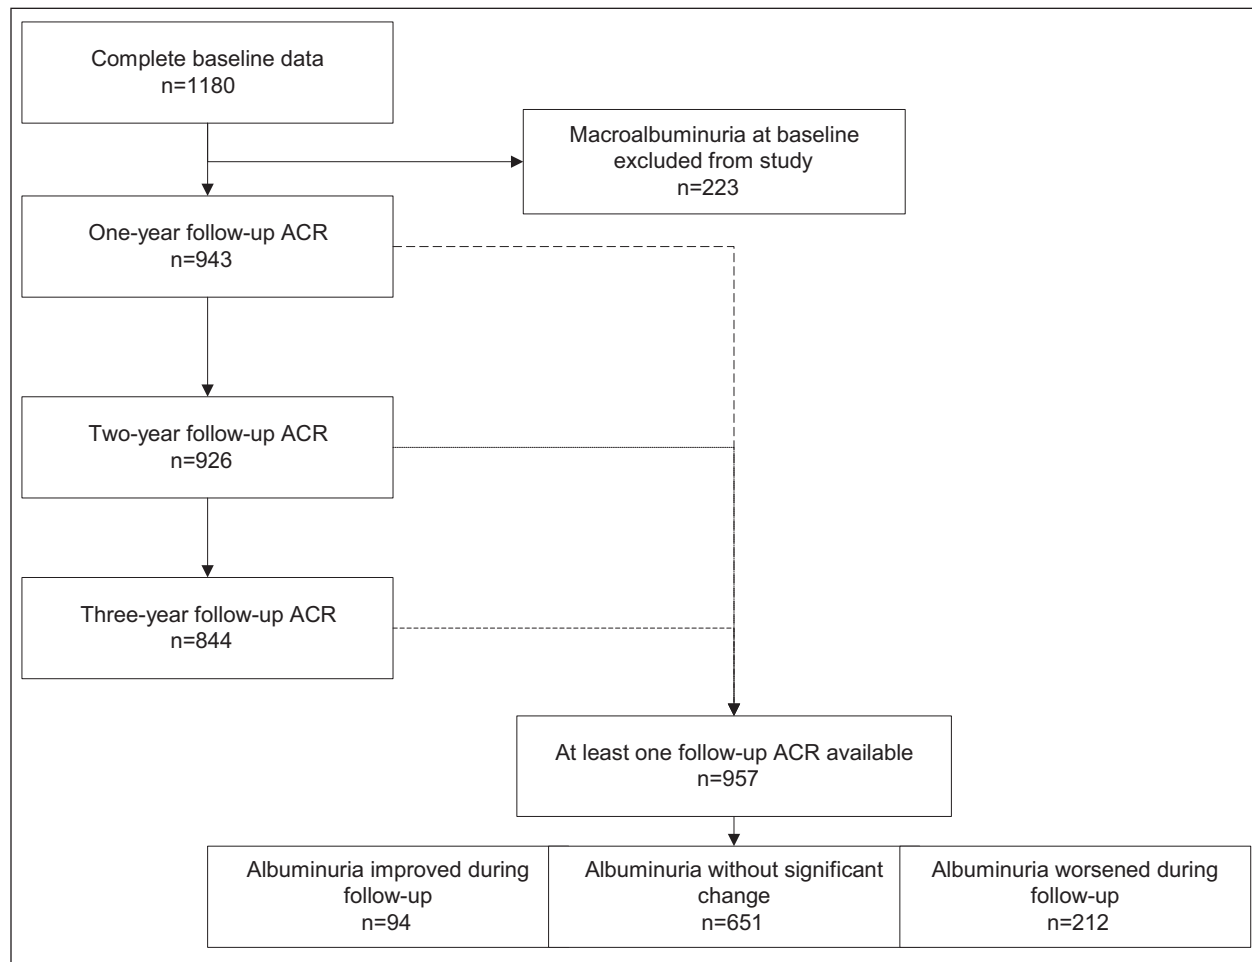 Complete baseline data
n=1180
Macroalbuminuria at baseline
excluded from study
n=223
One-year follow-up ACR
n=943
Two-year follow-up ACR
n=926
Three-year follow-up ACR
n=844
At least one follow-up ACR available
n=957
Albuminuria improved during
follow-up
n=94
Albuminuria without significant
change
n=651
Albuminuria worsened during
follow-up
n=212